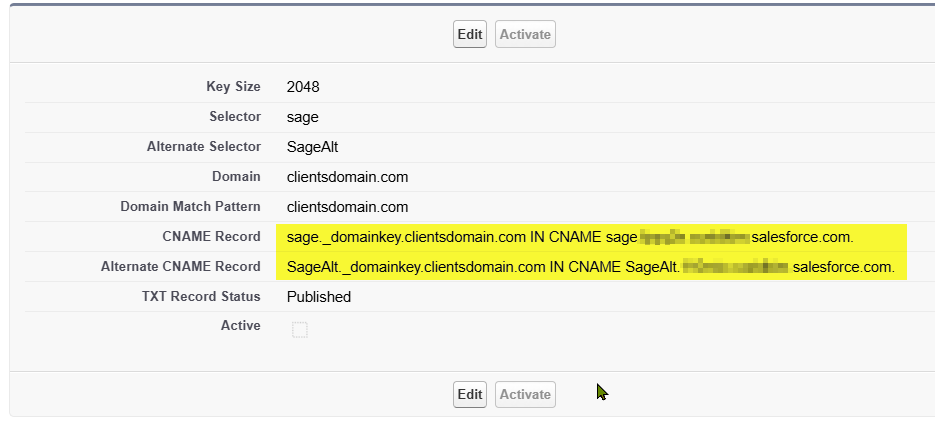 Edit Activate
Key Size 2048
Selector sage
Alternate Selector SageAlt
Domain clientsdomain.com
Domain Match Pattern clientsdomain.com
CNAME Record sage._domainkey.clientsdomain.com IN CNAME sage salesforce.com.
Alternate CNAME Record SageAlt._domainkey.clientsdomain.com IN CNAME SageAlt. salesforce.com.
TXT Record Status Published
Active
Edit Activate